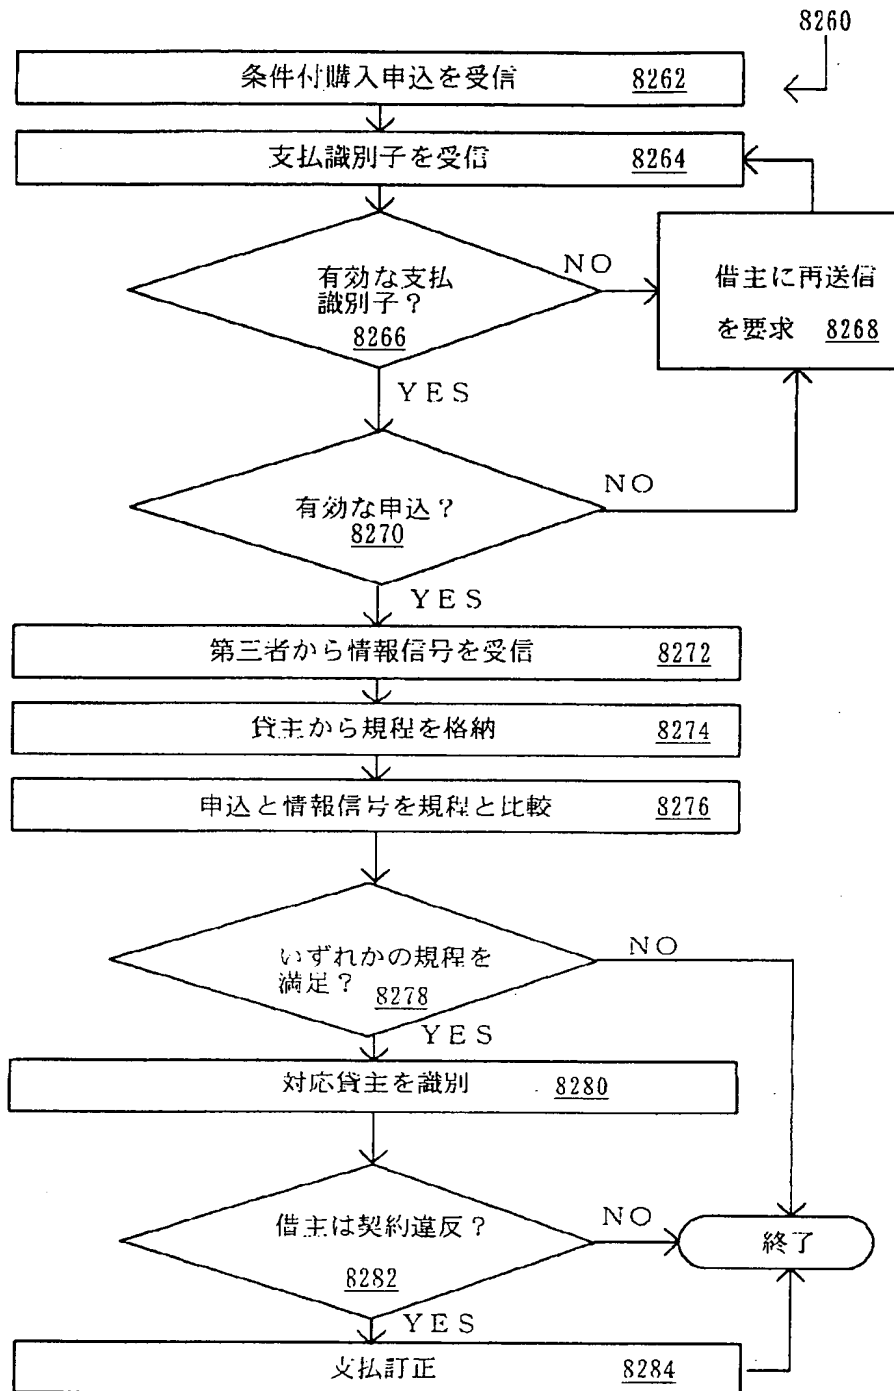 8260
条件付購入申込を受信 8262
支払識別子を受信 8264
有効な支払
識別子？
8266
NO
借主に再送信
を要求 8268
YES
有効な申込？
8270
NO
YES
第三者から情報信号を受信 8272
貸主から規程を格納 8274
申込と情報信号を規程と比較 8276
いずれかの規程を
満足？ 8278
NO
YES
対応貸主を識別 8280
借主は契約違反？
8282
NO
終了
YES
支払訂正 8284